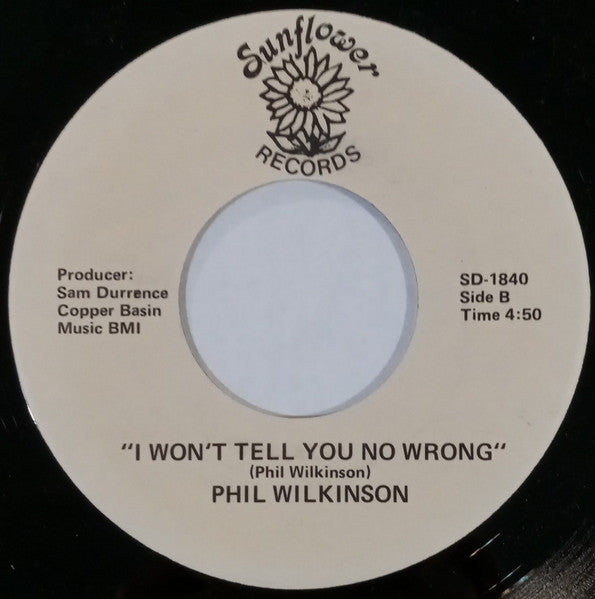 Sunflower
RECORDS
Producer:
Sam Durrence
Copper Basin
Music BMI
SD-1840
Side B
Time 4:50
"I WON'T TELL YOU NO WRONG"
(Phil Wilkinson)
PHIL WILKINSON